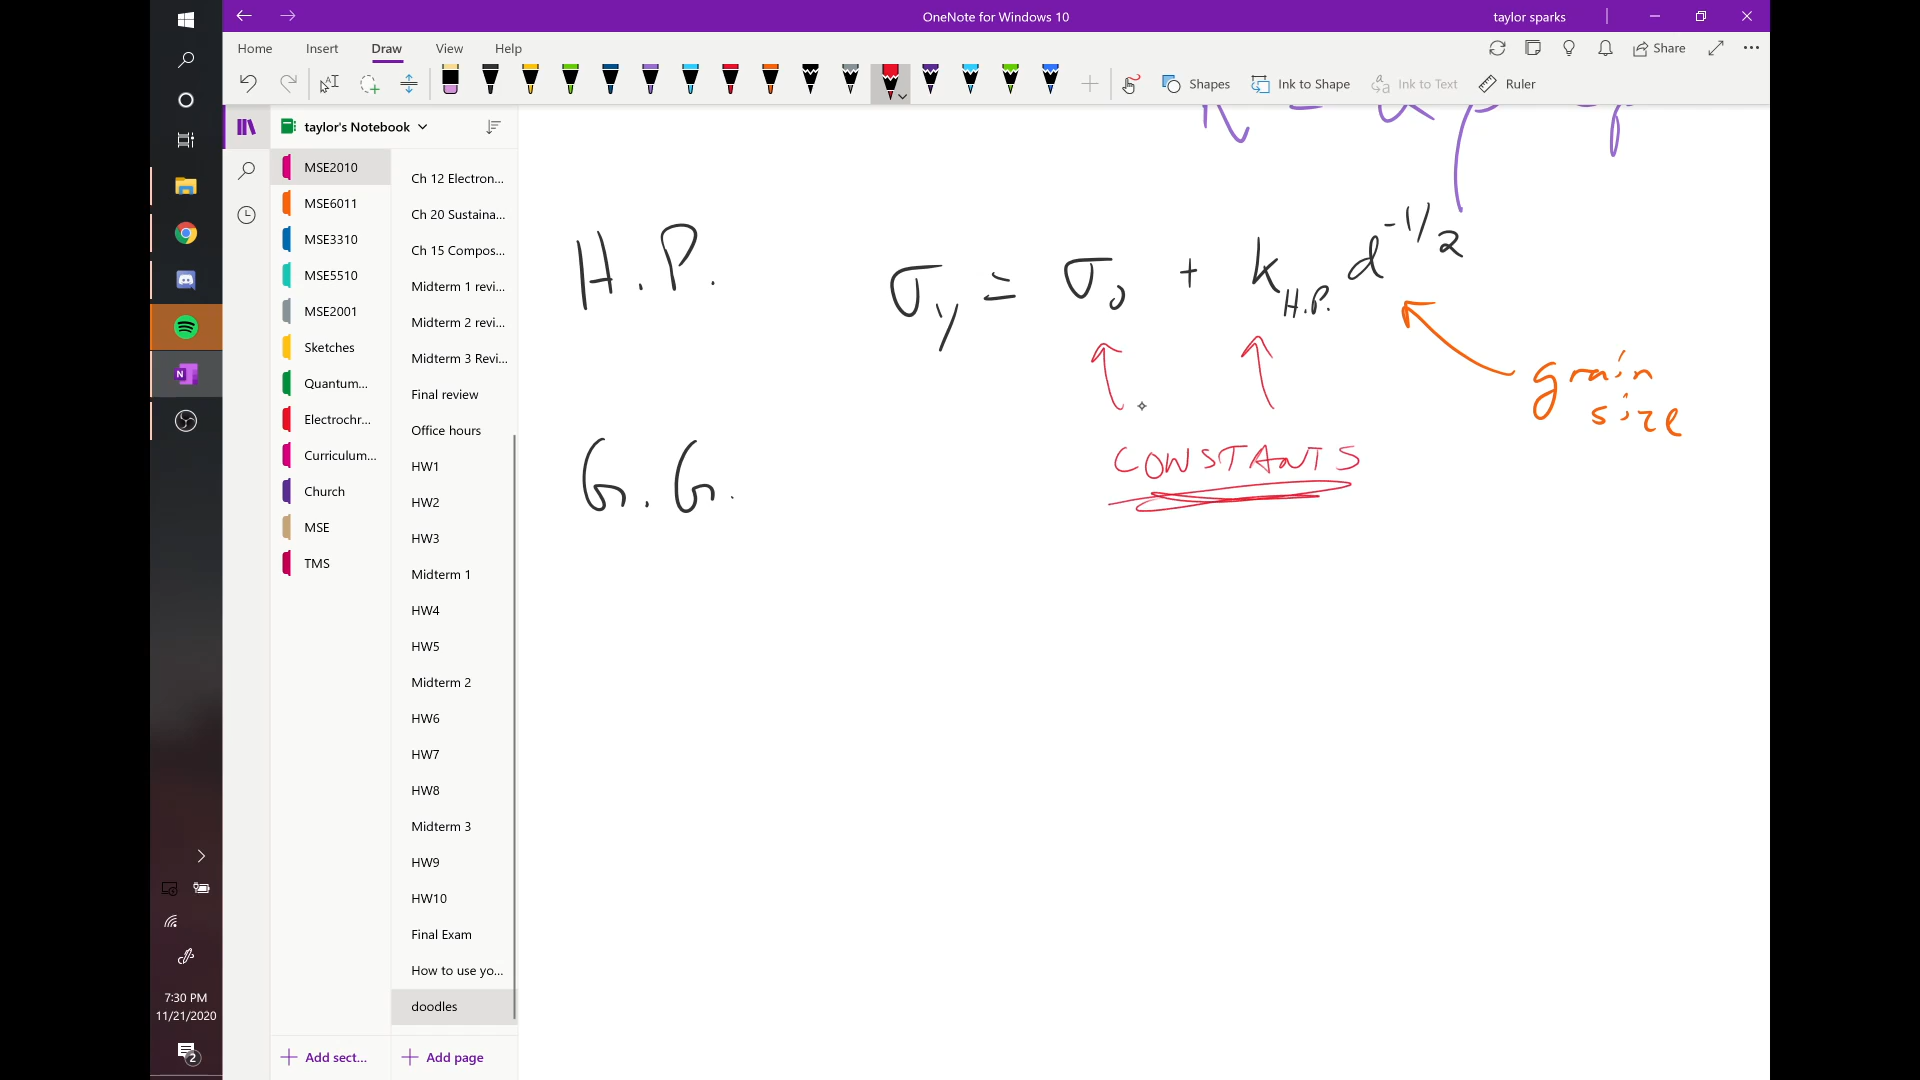 OneNote for Windows 10
taylor sparks
Home Insert Draw View Help
Share
Shapes
Ink to Shape
Ink to Text
Ruler
taylor's Notebook
MSE2010
MSE6011
MSE3310
MSE5510
MSE2001
Sketches
Quantum...
Electrochr...
Curriculum...
Church
MSE
TMS
Add sect...
Ch 12 Electron...
Ch 20 Sustaina...
Ch 15 Compos...
Midterm 1 revi...
Midterm 2 revi...
Midterm 3 Revi...
Final review
Office hours
HW1
HW2
HW3
Midterm 1
HW4
HW5
Midterm 2
HW6
HW7
HW8
Midterm 3
HW9
HW10
Final Exam
How to use yo...
doodles
Add page
H.P. σy = σ0 + kH.P. d^-1/2
grain
size
CONSTANTS
G.G.
7:30 PM
11/21/2020
2